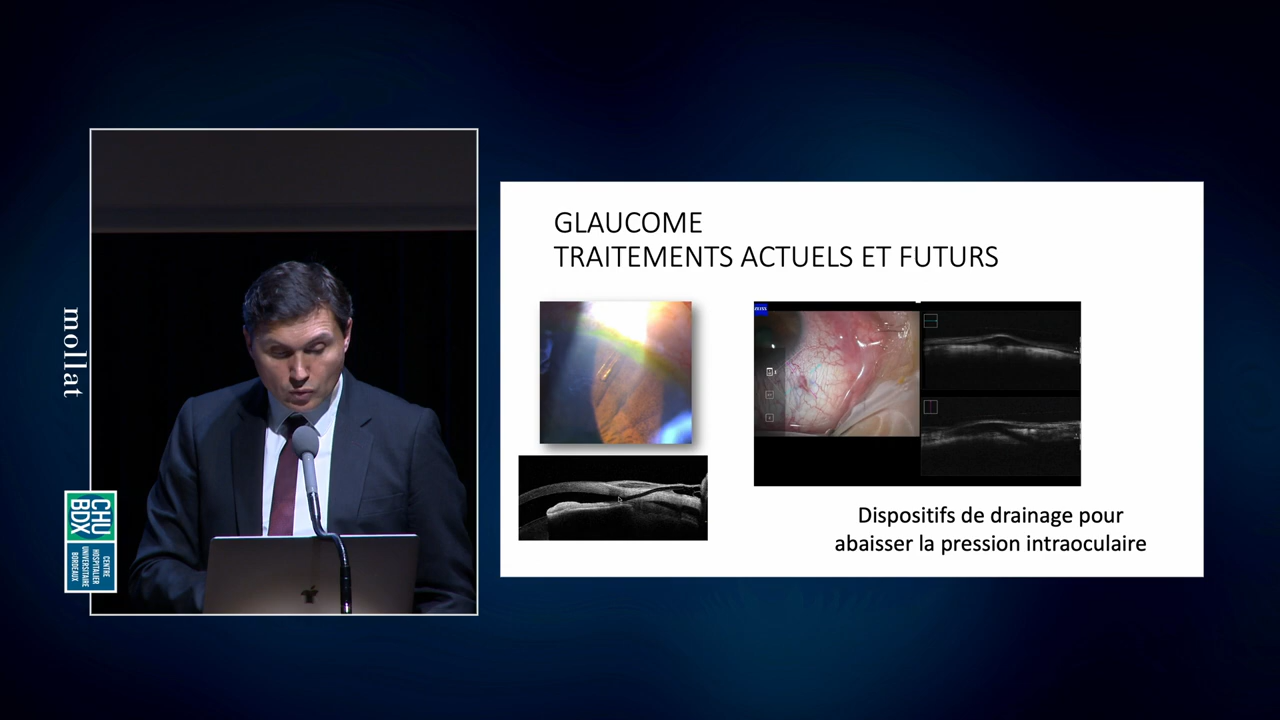 mollat
CHU
BDX
CENTRE
HOSPITALIER
UNIVERSITAIRE
BORDEAUX
GLAUCOME
TRAITEMENTS ACTUELS ET FUTURS
ZEISS
Dispositifs de drainage pour
abaisser la pression intraoculaire